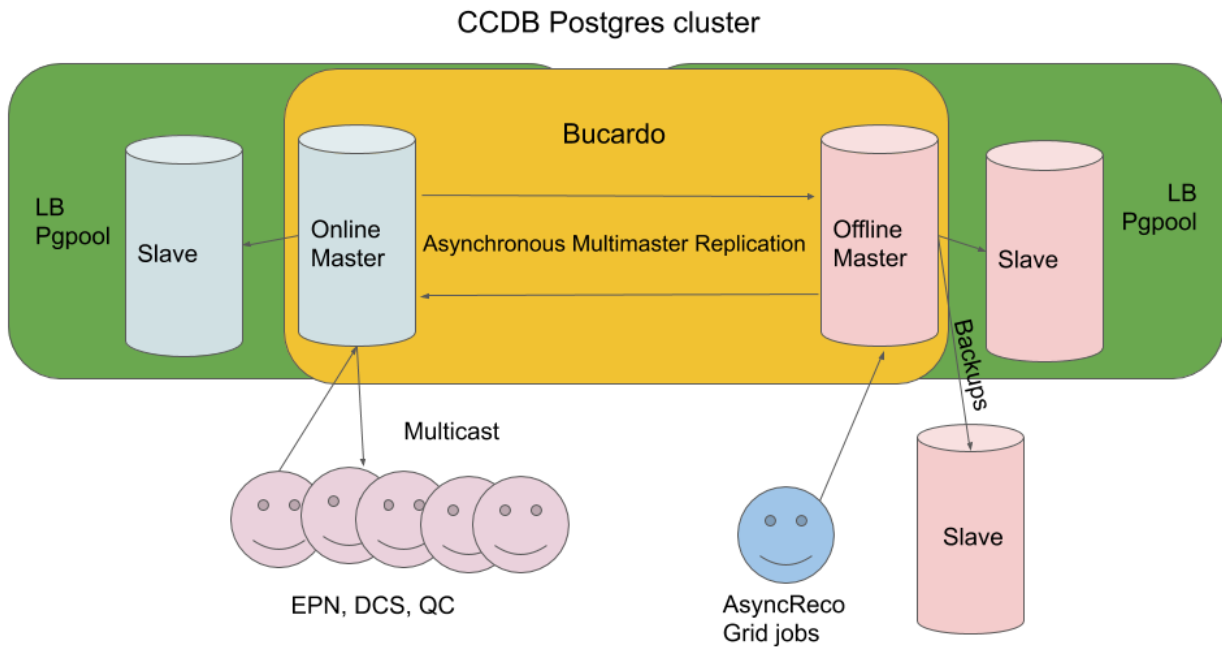 CCDB Postgres cluster
Bucardo
LB
Pgpool
Slave
Online
Master
Asynchronous Multimaster Replication
Offline
Master
Slave
LB
Pgpool
Backups
Multicast
EPN, DCS, QC
AsyncReco
Grid jobs
Slave